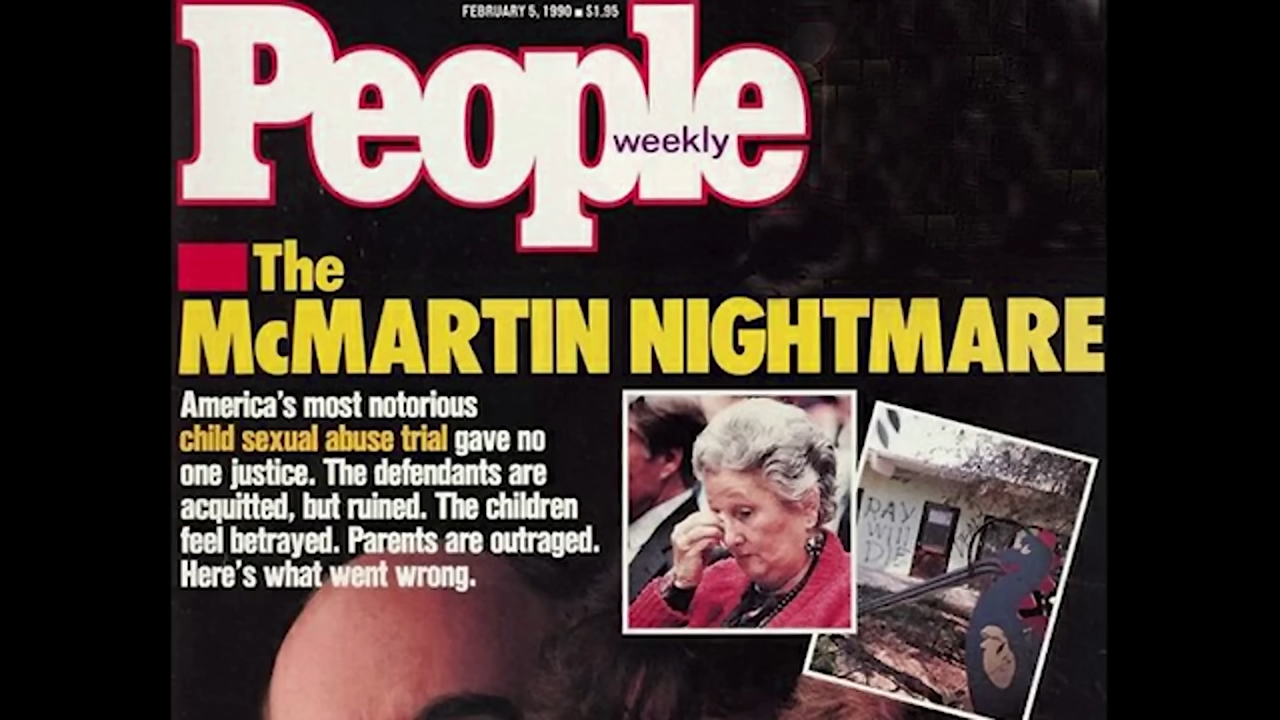 FEBRUARY 5, 1990 ■ $1.95
People
weekly
The
McMARTIN NIGHTMARE
America's most notorious
child sexual abuse trial gave no
one justice. The defendants are
acquitted, but ruined. The children
feel betrayed. Parents are outraged.
Here's what went wrong.
RAY
WILL
DIE